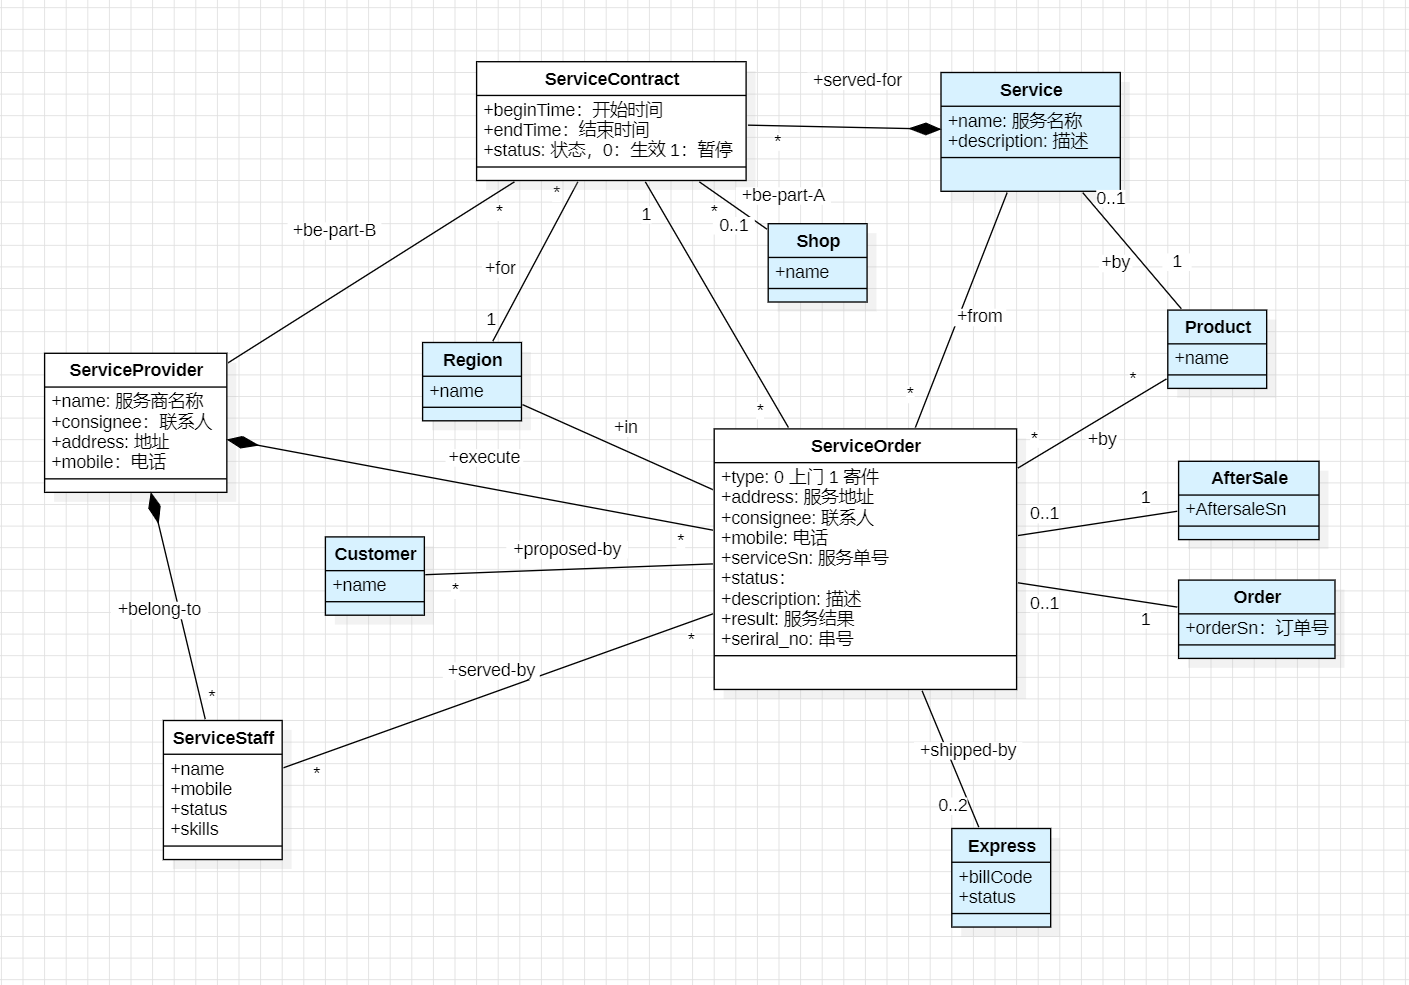 ServiceContract
+beginTime：开始时间
+endTime：结束时间
+status: 状态，0：生效 1：暂停
+served-for
*
Service
+name: 服务名称
+description: 描述
*
*
1
*
+be-part-A
0..1
0..1
Shop
+name
+be-part-B
+for
1
+by
1
+from
Product
+name
ServiceProvider
+name: 服务商名称
+consignee：联系人
+address: 地址
+mobile：电话
Region
+name
*
*
*
*
+by
+in
+execute
ServiceOrder
+type: 0 上门 1 寄件
+address: 服务地址
+consignee: 联系人
+mobile: 电话
+serviceSn: 服务单号
+status：
+description: 描述
+result: 服务结果
+seriral_no: 串号
AfterSale
+AftersaleSn
1
0..1
*
Customer
+name
+proposed-by
*
Order
+orderSn：订单号
0..1
1
+belong-to
*
*
+served-by
*
ServiceStaff
+name
+mobile
+status
+skills
+shipped-by
0..2
Express
+billCode
+status